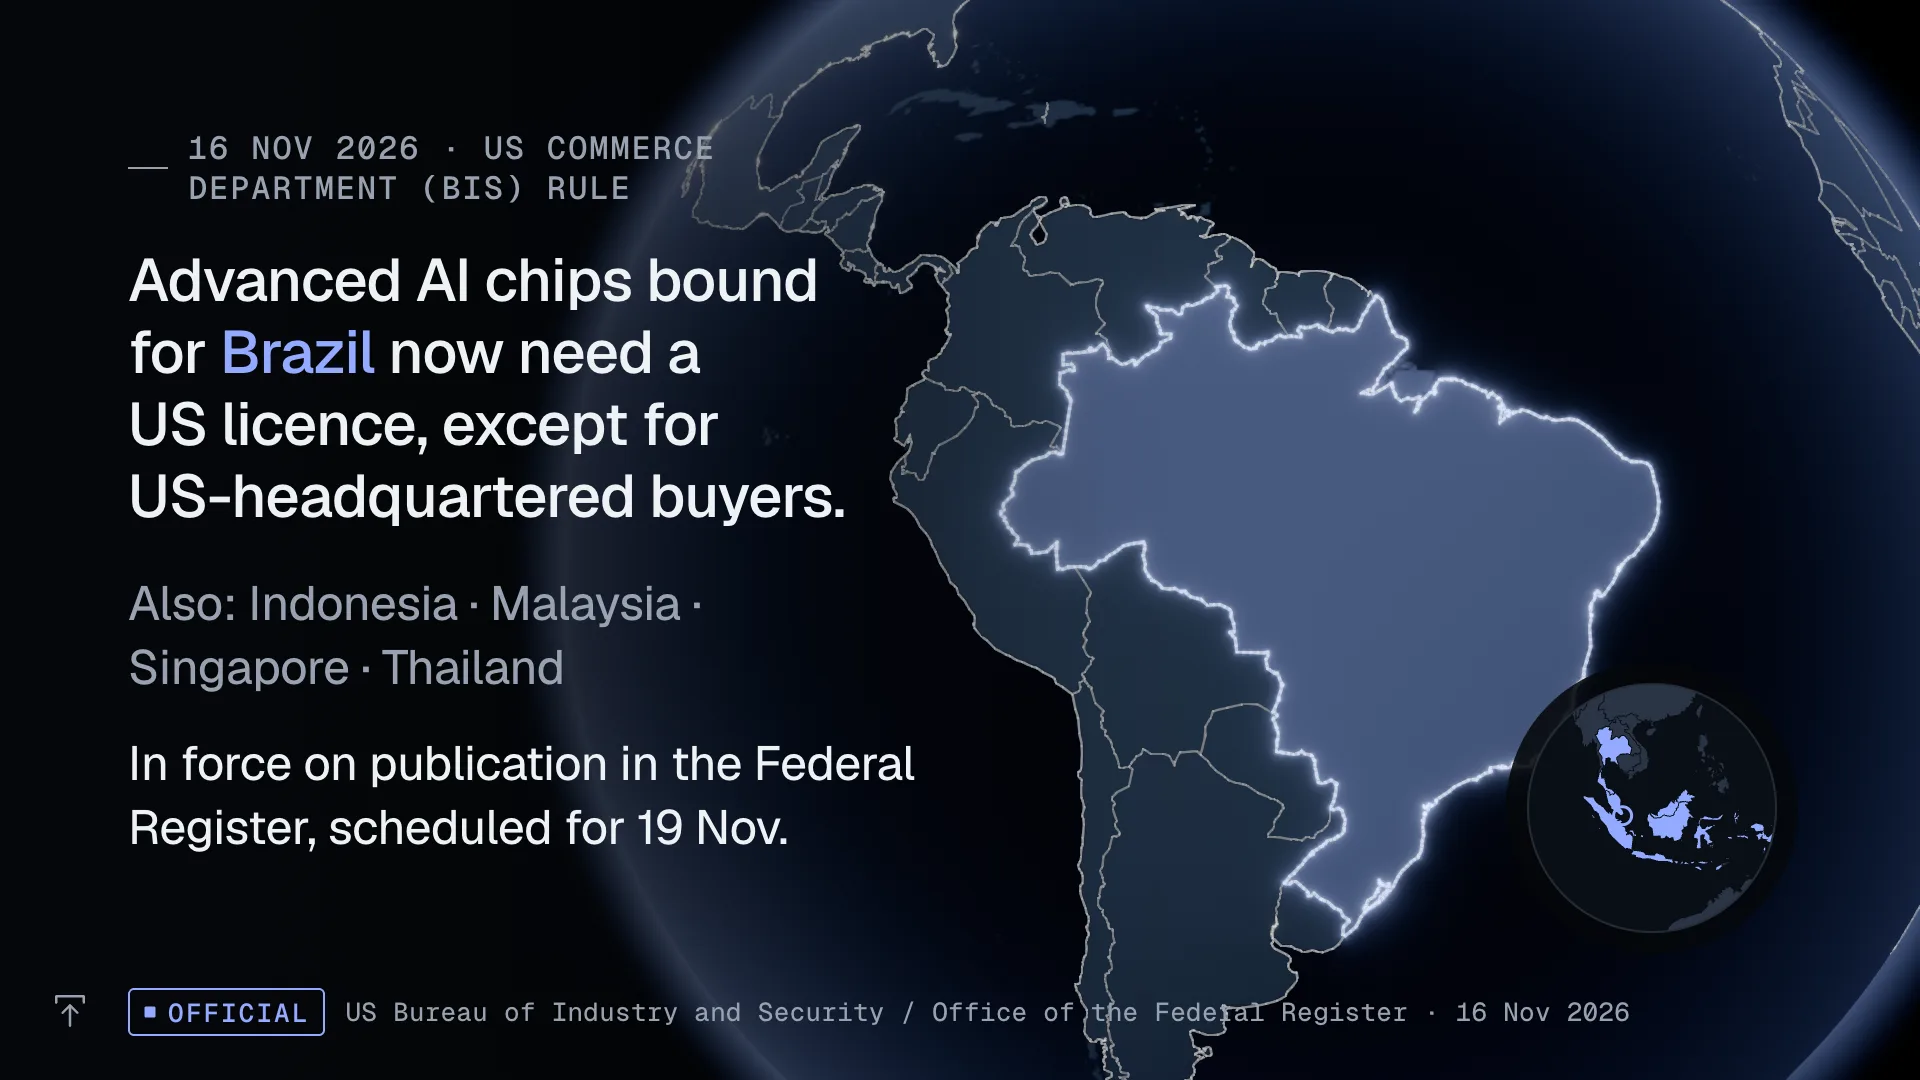 16 NOV 2026 · US COMMERCE
DEPARTMENT (BIS) RULE
Advanced AI chips bound
for Brazil now need a
US licence, except for
US-headquartered buyers.
Also: Indonesia · Malaysia ·
Singapore · Thailand
In force on publication in the Federal
Register, scheduled for 19 Nov.
OFFICIAL US Bureau of Industry and Security / Office of the Federal Register · 16 Nov 2026